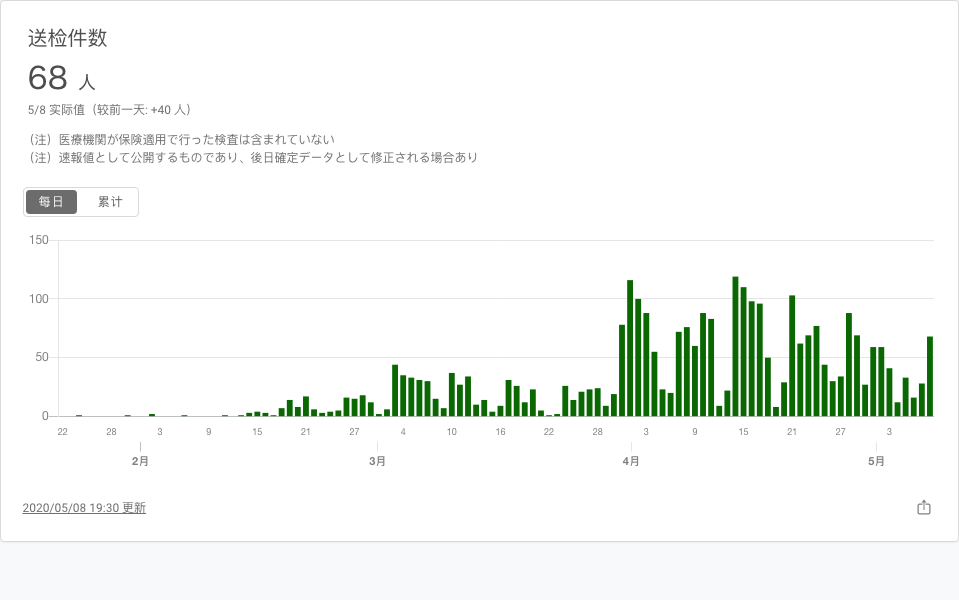 送检件数
68 人
5/8 实际值（较前一天: +40 人）
（注）医療機関が保険適用で行った検査は含まれていない
（注）速報値として公開するものであり、後日確定データとして修正される場合あり
每日 累计
150
100
50
0
22 28 3 9 15 21 27 4 10 16 22 28 3 9 15 21 27 3
2月 3月 4月 5月
2020/05/08 19:30 更新